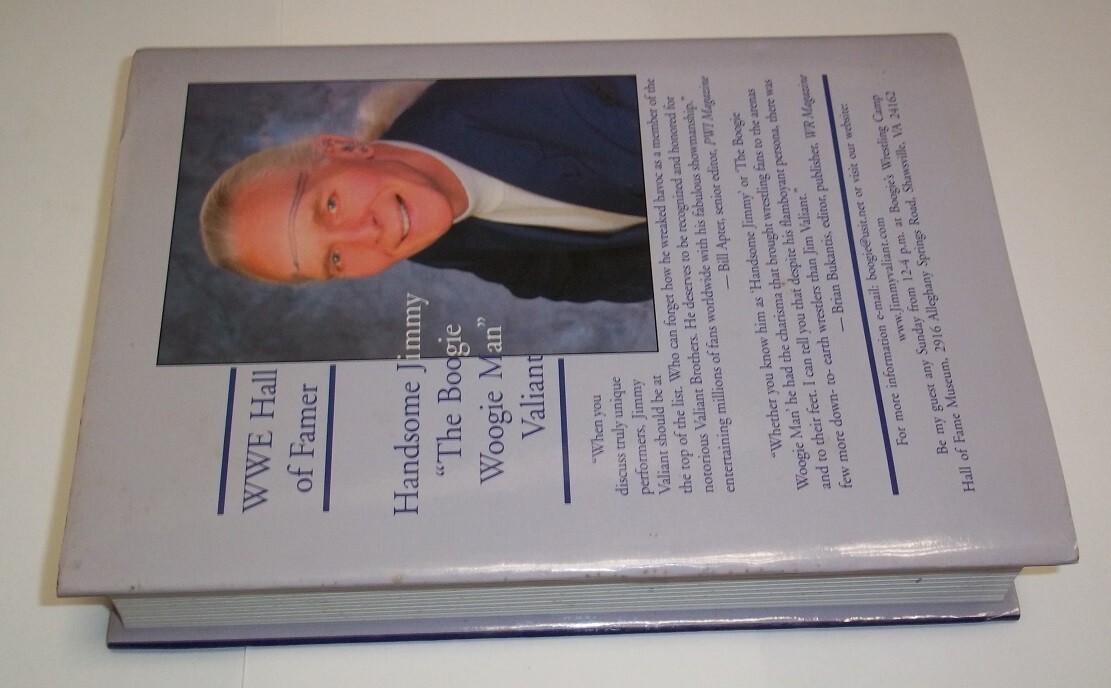 WWE Hall
of Famer
Handsome Jimmy
“The Boogie
Woogie Man”
Valiant
“When you
discuss truly unique
performers, Jimmy
Valiant should be at
the top of the list. Who can forget how he wreaked havoc as a member of the
notorious Valiant Brothers. He deserves to be recognized and honored for
entertaining millions of fans worldwide with his fabulous showmanship.”
— Bill Apter, senior editor, PWI Magazine
“Whether you know him as ‘Handsome Jimmy’ or ‘The Boogie
Woogie Man’ he had the charisma that brought wrestling fans to the arenas
and to their feet. I can tell you that despite his flamboyant persona, there was
few more down- to- earth wrestlers than Jim Valiant.”
— Brian Bukantis, editor, publisher, WR Magazine
For more information e-mail: boogie@usit.net or visit our website:
www.Jimmyvaliant.com
Be my guest any Sunday from 12-4 p.m. at Boogie's Wrestling Camp
Hall of Fame Museum, 2916 Alleghany Springs Road, Shawsville, VA 24162